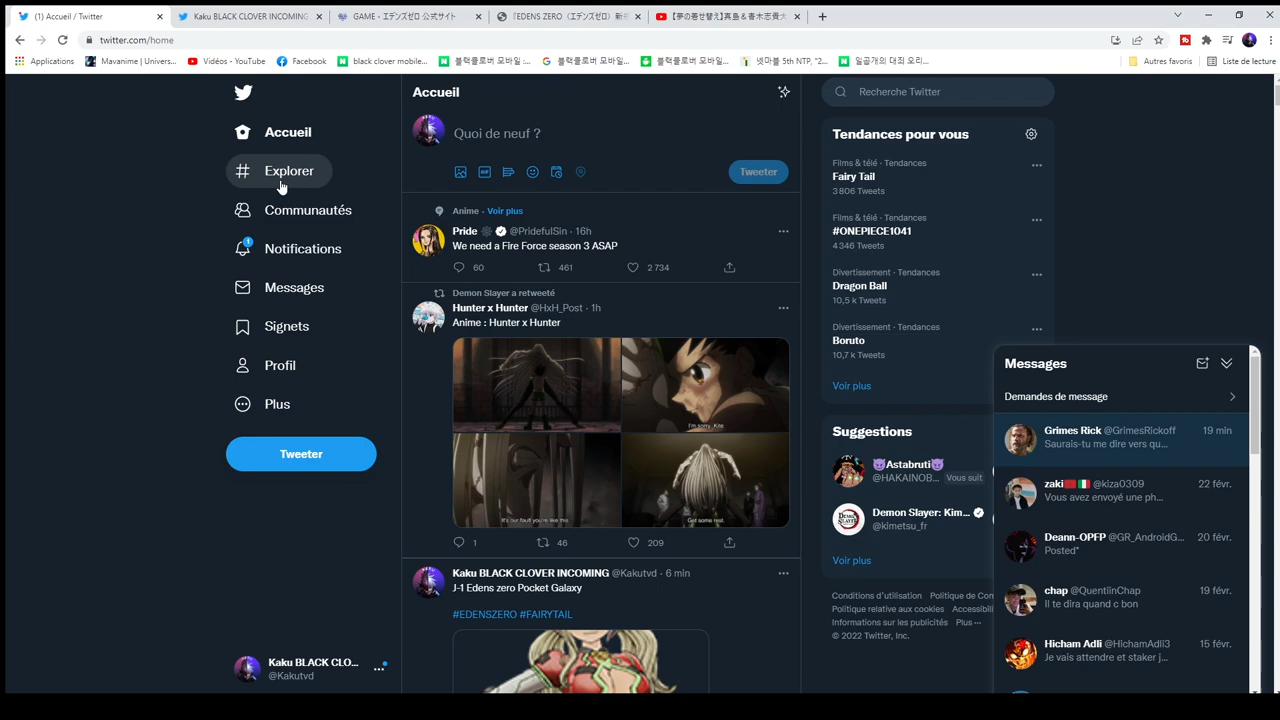 (1) Accueil / Twitter
Kaku BLACK CLOVER INCOMING
GAME - エデンズゼロ 公式サイト
『EDENS ZERO（エデンズゼロ）新
【夢の着せ替え】真島＆青木志貴
twitter.com/home
Applications
Mavanime | Univers...
Vidéos - YouTube
Facebook
black clover mobile...
블랙클로버 모바일 :...
블랙클로버 모바일...
블랙클로버 모바일...
넷마블 5th NTP, "2...
일곱개의 대죄 오리...
Autres favoris
Liste de lecture
Accueil
Explorer
Communautés
1
Notifications
Messages
Signets
Profil
Plus
Tweeter
Kaku BLACK CLO...
@Kakutvd
Accueil
Quoi de neuf ?
GIF
Tweeter
Anime · Voir plus
Pride @PridefulSin · 16h
We need a Fire Force season 3 ASAP
60 461 2 734
Demon Slayer a retweeté
Hunter x Hunter @HxH_Post · 1h
Anime : Hunter x Hunter
I'm sorry, Kite
It's our fault you're like this.
Get some rest.
1 46 209
Kaku BLACK CLOVER INCOMING @Kakutvd · 6 min
J-1 Edens zero Pocket Galaxy
#EDENSZERO #FAIRYTAIL
Recherche Twitter
Tendances pour vous
Films & télé · Tendances
Fairy Tail
3 806 Tweets
Films & télé · Tendances
#ONEPIECE1041
4 346 Tweets
Divertissement · Tendances
Dragon Ball
10,5 k Tweets
Divertissement · Tendances
Boruto
10,7 k Tweets
Voir plus
Suggestions
😈Astabruti😈
@HAKAINOB... Vous suit
Demon Slayer: Kim...
@kimetsu_fr
Voir plus
Conditions d'utilisation Politique de Con
Politique relative aux cookies Accessibili
Informations sur les publicités Plus ···
© 2022 Twitter, Inc.
Messages
Demandes de message
Grimes Rick @GrimesRickoff 19 min
Saurais-tu me dire vers qu...
zaki🇲🇦🇮🇹 @kiza0309 22 févr.
Vous avez envoyé une ph...
Deann-OPFP @GR_AndroidG... 20 févr.
Posted*
chap @QuentiinChap 19 févr.
Il te dira quand c bon
Hicham Adli @HichamAdli3 15 févr.
Je vais attendre et staker j...